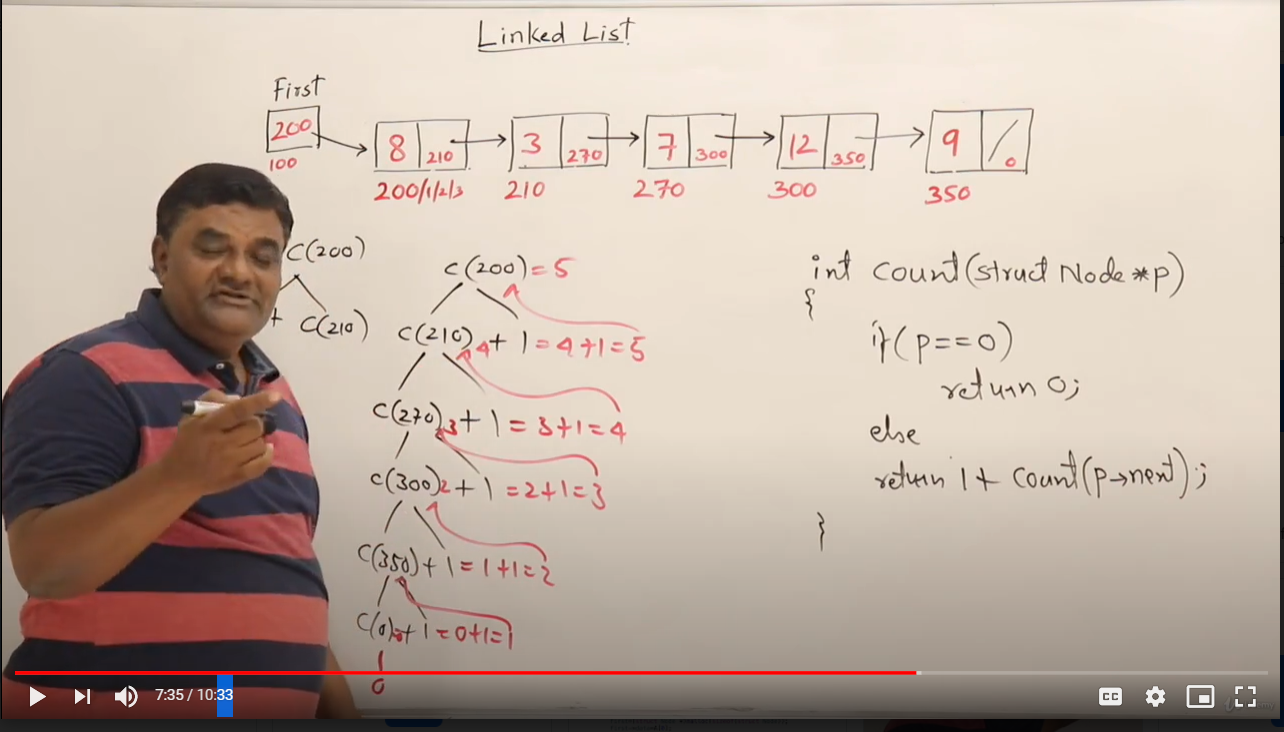 Linked List
First
200
100
8 210
200/1/2/3
3 270
210
7 300
270
12 350
300
9 / 0
350
C(200)
+ C(210)
C(200) = 5
C(210) 4 + 1 = 4+1=5
C(270) 3 + 1 = 3+1=4
C(300) 2 + 1 = 2+1=3
C(350) + 1 = 1+1=2
C(0) + 1 = 0+1=1
0
int count(struct Node *p)
{
if(p==0)
return 0;
else
return 1+ count(p→next);
}
7:35 / 10:33
CC